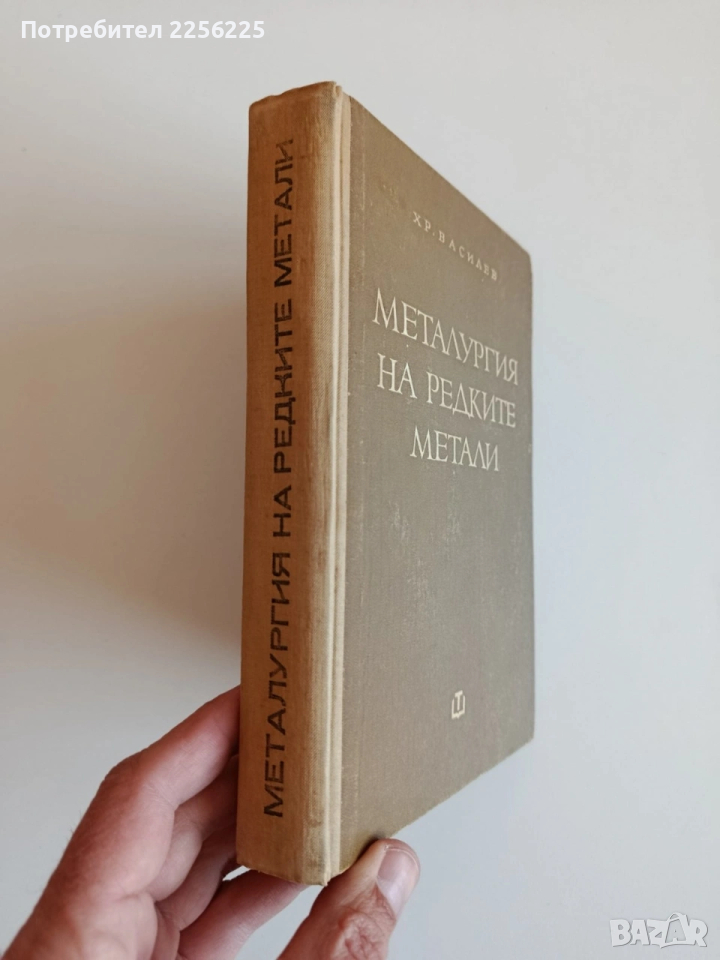 Потребител 2256225
МЕТАЛУРГИЯ НА РЕДКИТЕ МЕТАЛИ
ХР. ВАСИЛЕВ
МЕТАЛУРГИЯ
НА РЕДКИТЕ
МЕТАЛИ
Т
BAZAR